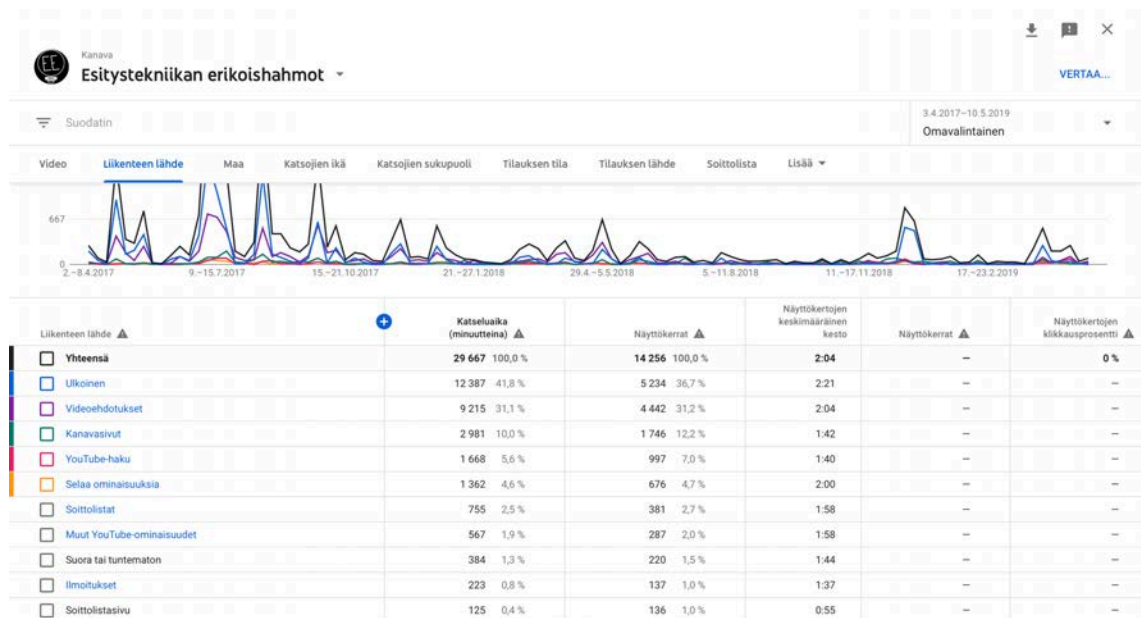 EE
Kanava
Esitystekniikan erikoishahmot
VERTAA...
Suodatin
3.4.2017–10.5.2019
Omavalintainen
Video Liikenteen lähde Maa Katsojien ikä Katsojien sukupuoli Tilauksen tila Tilauksen lähde Soittolista Lisää
667
0
2.–8.4.2017 9.–15.7.2017 15.–21.10.2017 21.–27.1.2018 29.4.–5.5.2018 5.–11.8.2018 11.–17.11.2018 17.–23.2.2019
Liikenteen lähde
Katseluaika
(minuutteina)
Näyttökerrat
Näyttökertojen
keskimääräinen
kesto
Näyttökerrat
Näyttökertojen
klikkausprosentti
Yhteensä 29 667 100,0 % 14 256 100,0 % 2:04 – 0 %
Ulkoinen 12 387 41,8 % 5 234 36,7 % 2:21 – –
Videoehdotukset 9 215 31,1 % 4 442 31,2 % 2:04 – –
Kanavasivut 2 981 10,0 % 1 746 12,2 % 1:42 – –
YouTube-haku 1 668 5,6 % 997 7,0 % 1:40 – –
Selaa ominaisuuksia 1 362 4,6 % 676 4,7 % 2:00 – –
Soittolistat 755 2,5 % 381 2,7 % 1:58 – –
Muut YouTube-ominaisuudet 567 1,9 % 287 2,0 % 1:58 – –
Suora tai tuntematon 384 1,3 % 220 1,5 % 1:44 – –
Ilmoitukset 223 0,8 % 137 1,0 % 1:37 – –
Soittolistasivu 125 0,4 % 136 1,0 % 0:55 – –